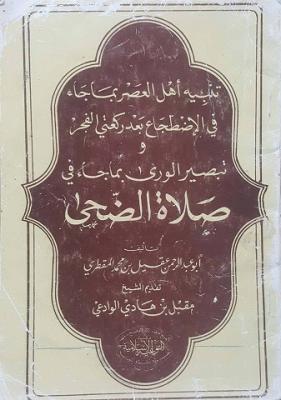 تنبيه أهل العصر بما جاء
في الإضطجاع بعد ركعتي الفجر
و
تبصير الورى بما جاء في
صلاة الضحى
تأليف
أبو عبد الرحمن عقيل بن محمد المقطري
تقديم الشيخ
مقبل بن هادي الوادعي